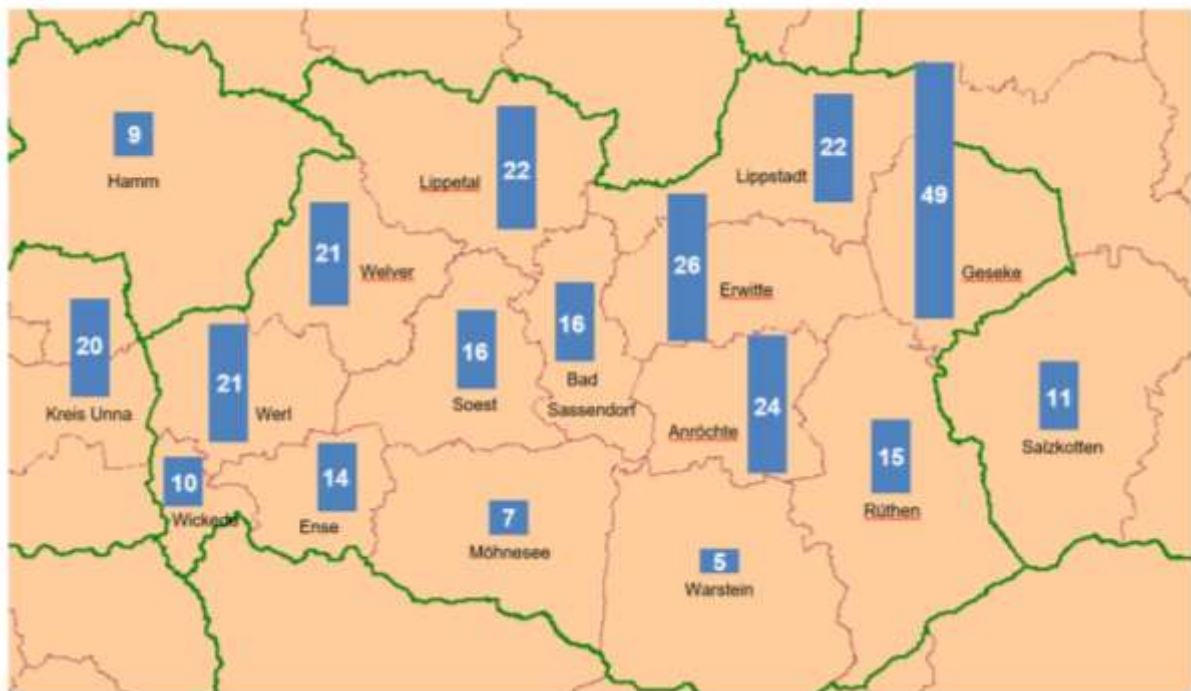 9
Hamm
22
Lippetal
22
Lippstadt
49
Geseke
21
Welver
26
Erwitte
20
Kreis Unna
21
Werl
16
Soest
16
Bad
Sassendorf
24
Anröchte
11
Salzkotten
10
Wickede
14
Ense
7
Möhnesee
15
Rüthen
5
Warstein